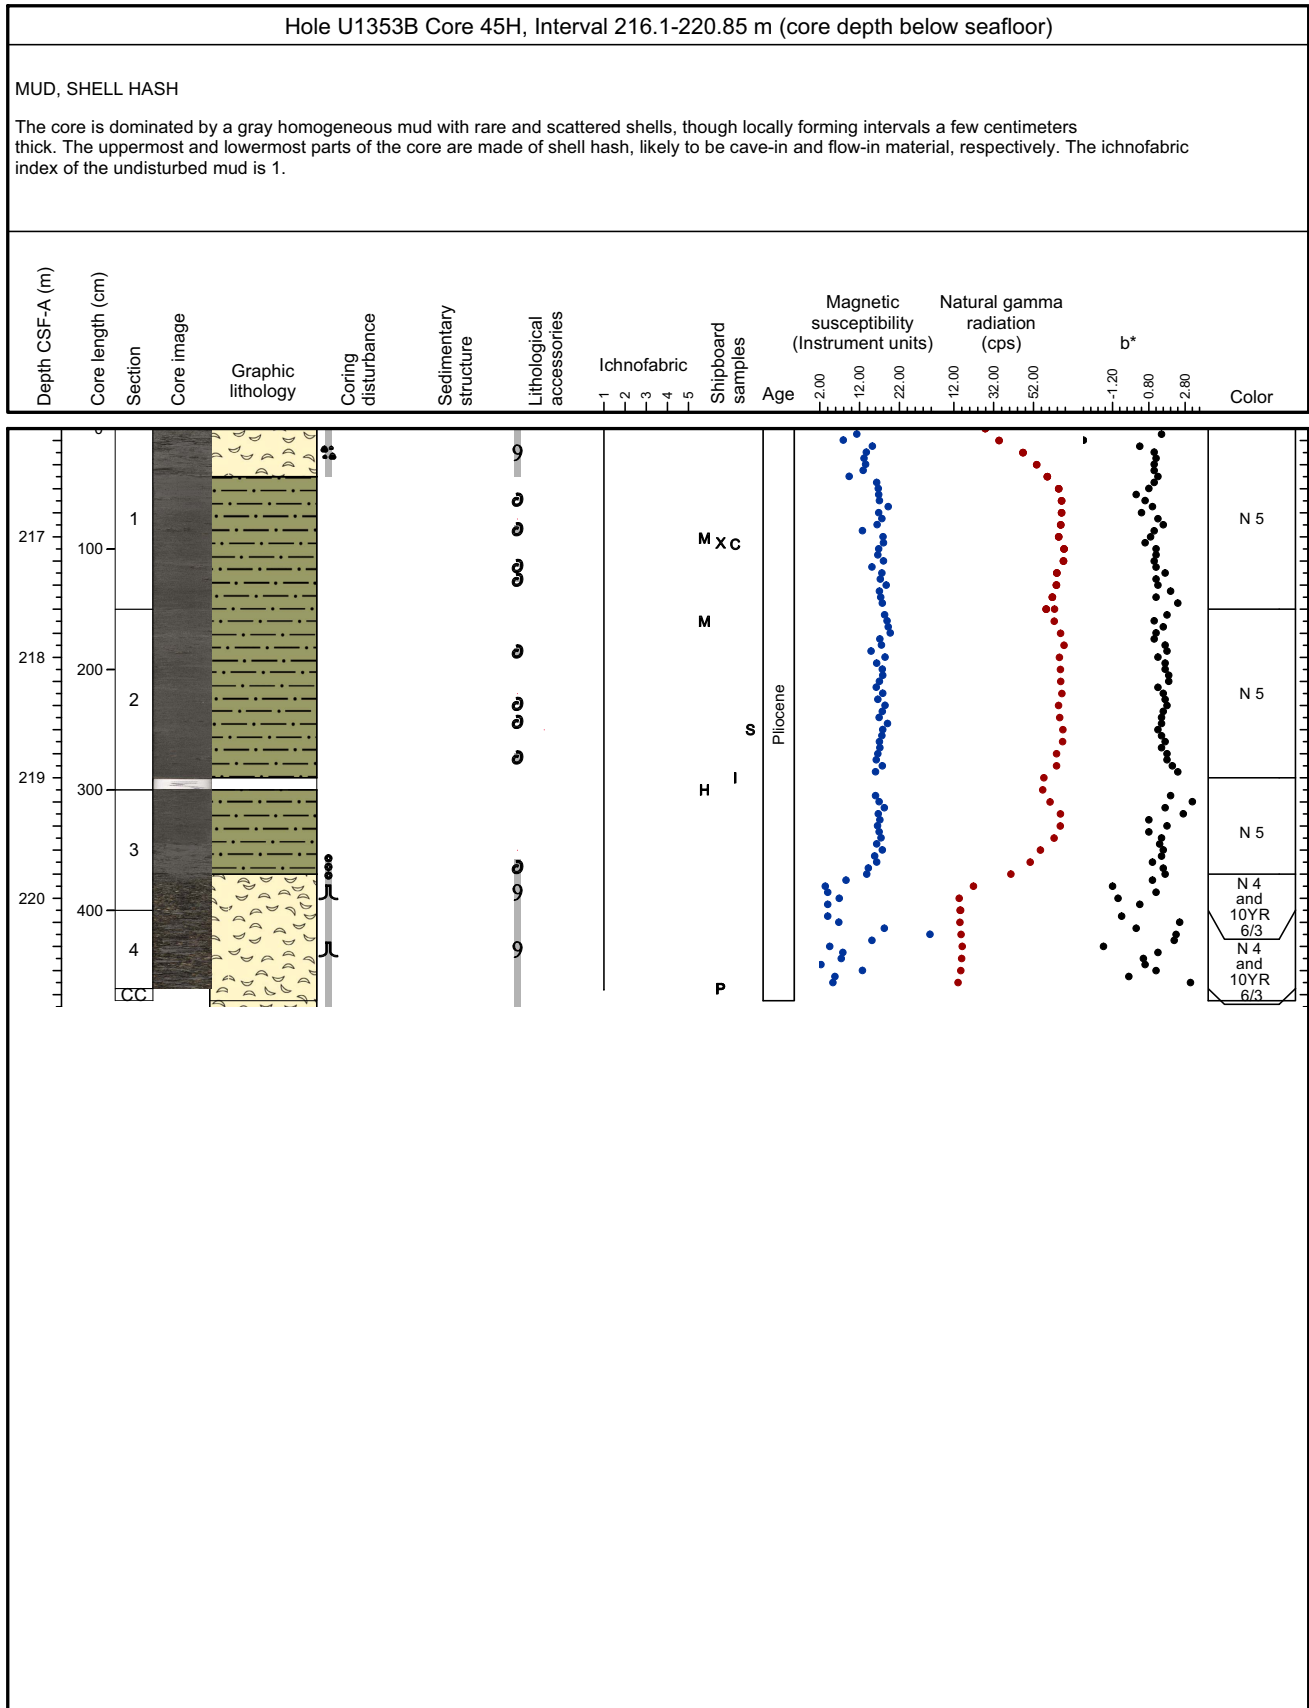 Hole U1353B Core 45H, Interval 216.1-220.85 m (core depth below seafloor)
MUD, SHELL HASH
The core is dominated by a gray homogeneous mud with rare and scattered shells, though locally forming intervals a few centimeters
thick. The uppermost and lowermost parts of the core are made of shell hash, likely to be cave-in and flow-in material, respectively. The ichnofabric
index of the undisturbed mud is 1.
Depth CSF-A (m)
Core length (cm)
Section
Core image
Graphic
lithology
Coring
disturbance
Sedimentary
structure
Lithological
accessories
Ichnofabric
1 2 3 4 5
Shipboard
samples
Age
Magnetic
susceptibility
(Instrument units)
2.00 12.00 22.00
Natural gamma
radiation
(cps)
12.00 32.00 52.00
b*
-1.20 0.80 2.80
Color
217
218
219
220
0
100
200
300
400
1
2
3
4
CC
M X C
M
S
I
H
P
Pliocene
N 5
N 5
N 5
N 4
and
10YR
6/3
N 4
and
10YR
6/3